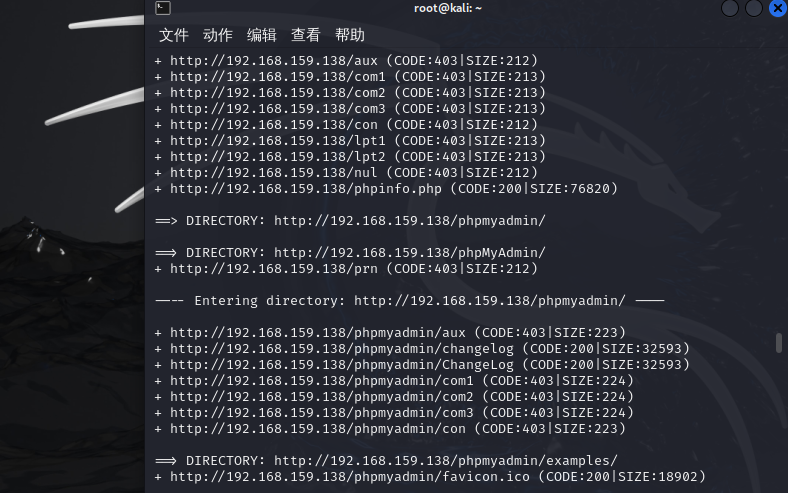 root@kali: ~
文件 动作 编辑 查看 帮助
+ http://192.168.159.138/aux (CODE:403|SIZE:212)
+ http://192.168.159.138/com1 (CODE:403|SIZE:213)
+ http://192.168.159.138/com2 (CODE:403|SIZE:213)
+ http://192.168.159.138/com3 (CODE:403|SIZE:213)
+ http://192.168.159.138/con (CODE:403|SIZE:212)
+ http://192.168.159.138/lpt1 (CODE:403|SIZE:213)
+ http://192.168.159.138/lpt2 (CODE:403|SIZE:213)
+ http://192.168.159.138/nul (CODE:403|SIZE:212)
+ http://192.168.159.138/phpinfo.php (CODE:200|SIZE:76820)
==> DIRECTORY: http://192.168.159.138/phpmyadmin/
==> DIRECTORY: http://192.168.159.138/phpMyAdmin/
+ http://192.168.159.138/prn (CODE:403|SIZE:212)
---- Entering directory: http://192.168.159.138/phpmyadmin/ ----
+ http://192.168.159.138/phpmyadmin/aux (CODE:403|SIZE:223)
+ http://192.168.159.138/phpmyadmin/changelog (CODE:200|SIZE:32593)
+ http://192.168.159.138/phpmyadmin/ChangeLog (CODE:200|SIZE:32593)
+ http://192.168.159.138/phpmyadmin/com1 (CODE:403|SIZE:224)
+ http://192.168.159.138/phpmyadmin/com2 (CODE:403|SIZE:224)
+ http://192.168.159.138/phpmyadmin/com3 (CODE:403|SIZE:224)
+ http://192.168.159.138/phpmyadmin/con (CODE:403|SIZE:223)
==> DIRECTORY: http://192.168.159.138/phpmyadmin/examples/
+ http://192.168.159.138/phpmyadmin/favicon.ico (CODE:200|SIZE:18902)